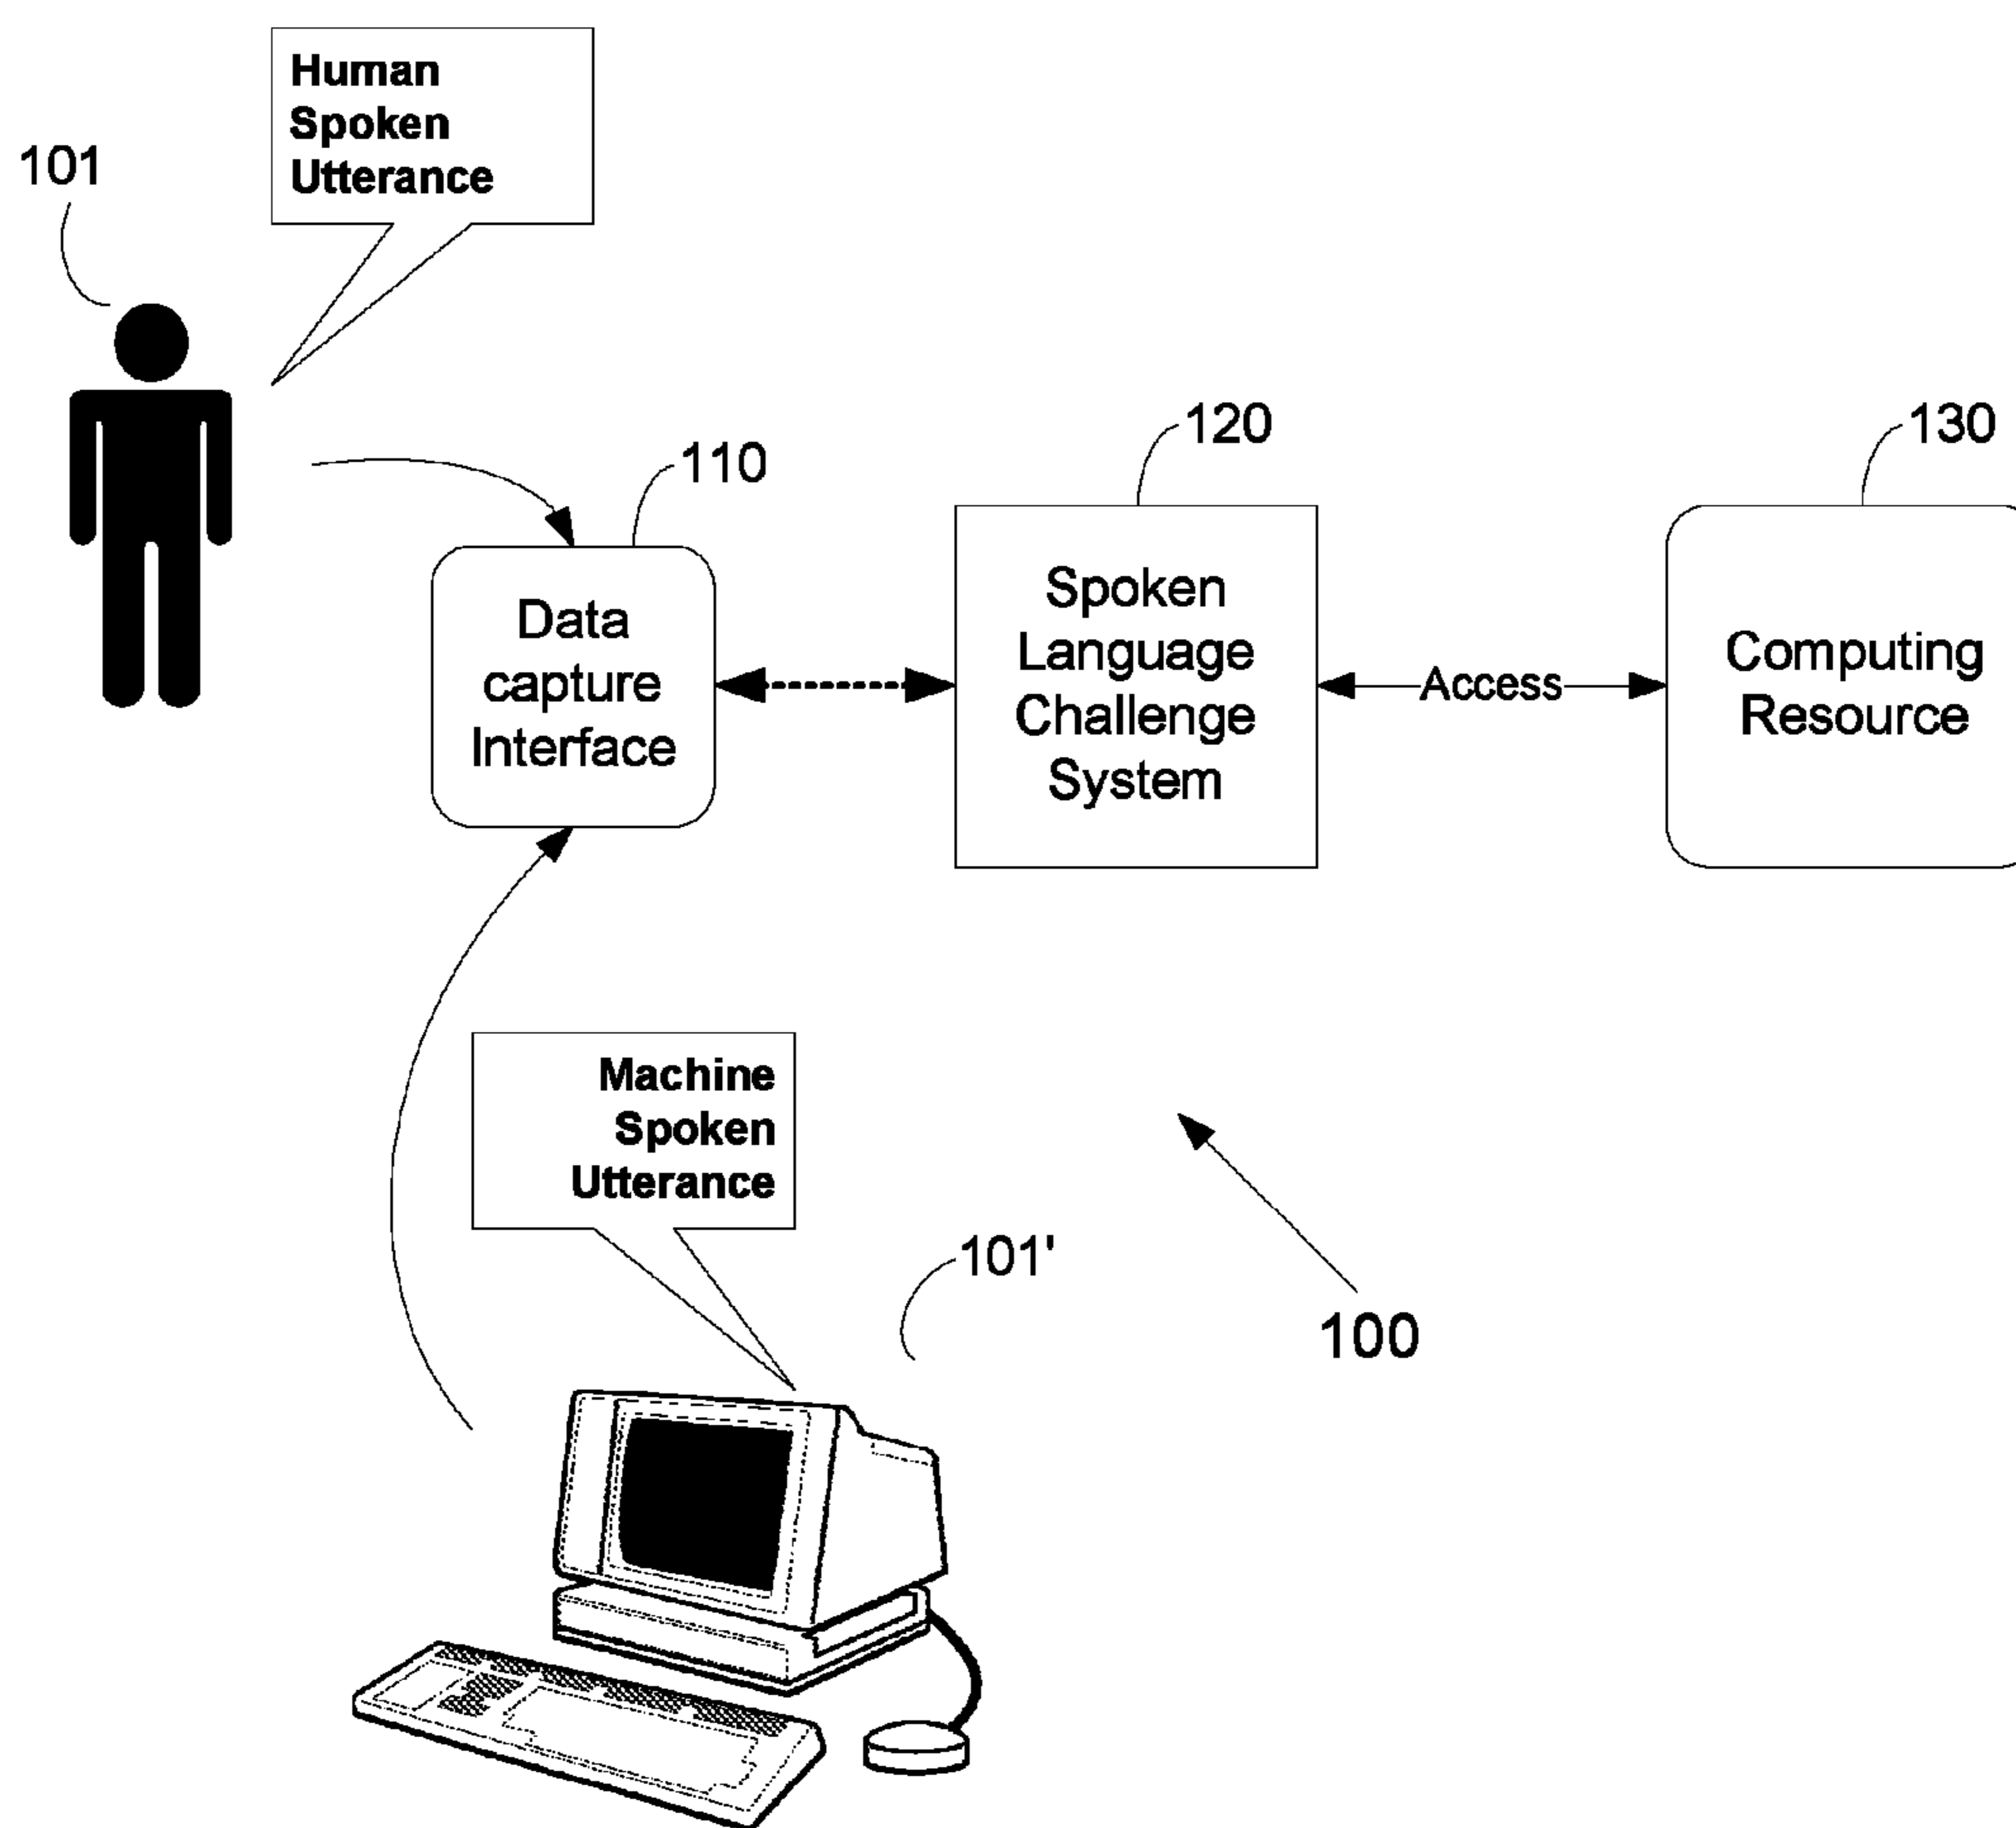 Human
Spoken
Utterance
101
110
120
130
Data
capture
Interface
Spoken
Language
Challenge
System
Access
Computing
Resource
Machine
Spoken
Utterance
101'
100